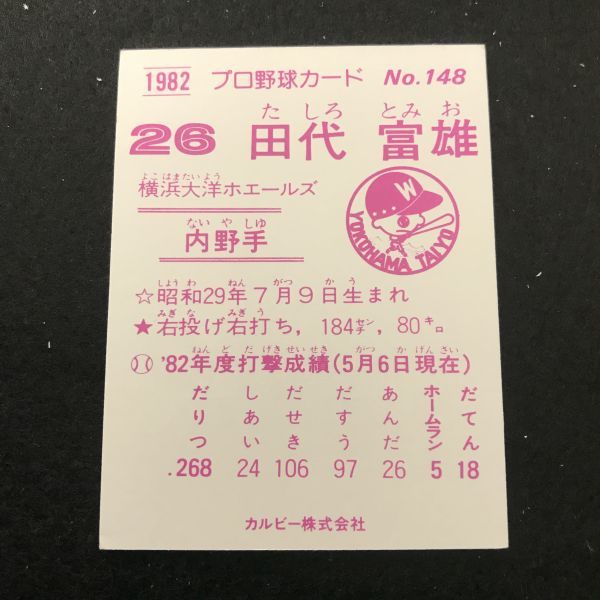 1982 プロ野球カード No.148
た しろ とみ お
26 田代 富雄
よこ はまたい よう
横浜大洋ホエールズ
ない や しゅ
内野手
W
YOKOHAMA TAIYO
しょう わ ねん がつ か う
☆昭和29年7月9日生まれ
みぎ な みぎ う
★右投げ右打ち, 184センチ, 80キロ
ねん ど だ げき せい せき がつ か げん ざい
'82年度打撃成績(5月6日現在)
だりつ しあい だせき だすう あんだ ホームラン だてん
.268 24 106 97 26 5 18
カルビー株式会社